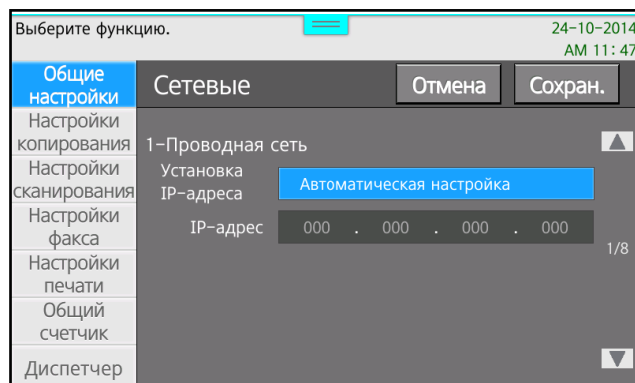 Выберите функцию.
24-10-2014
AM 11:47
Общие
настройки
Сетевые
Отмена
Сохран.
Настройки
копирования
Настройки
сканирования
Настройки
факса
Настройки
печати
Общий
счетчик
Диспетчер
1-Проводная сеть
Установка
IP-адреса
Автоматическая настройка
IP-адрес
000 . 000 . 000 . 000
1/8